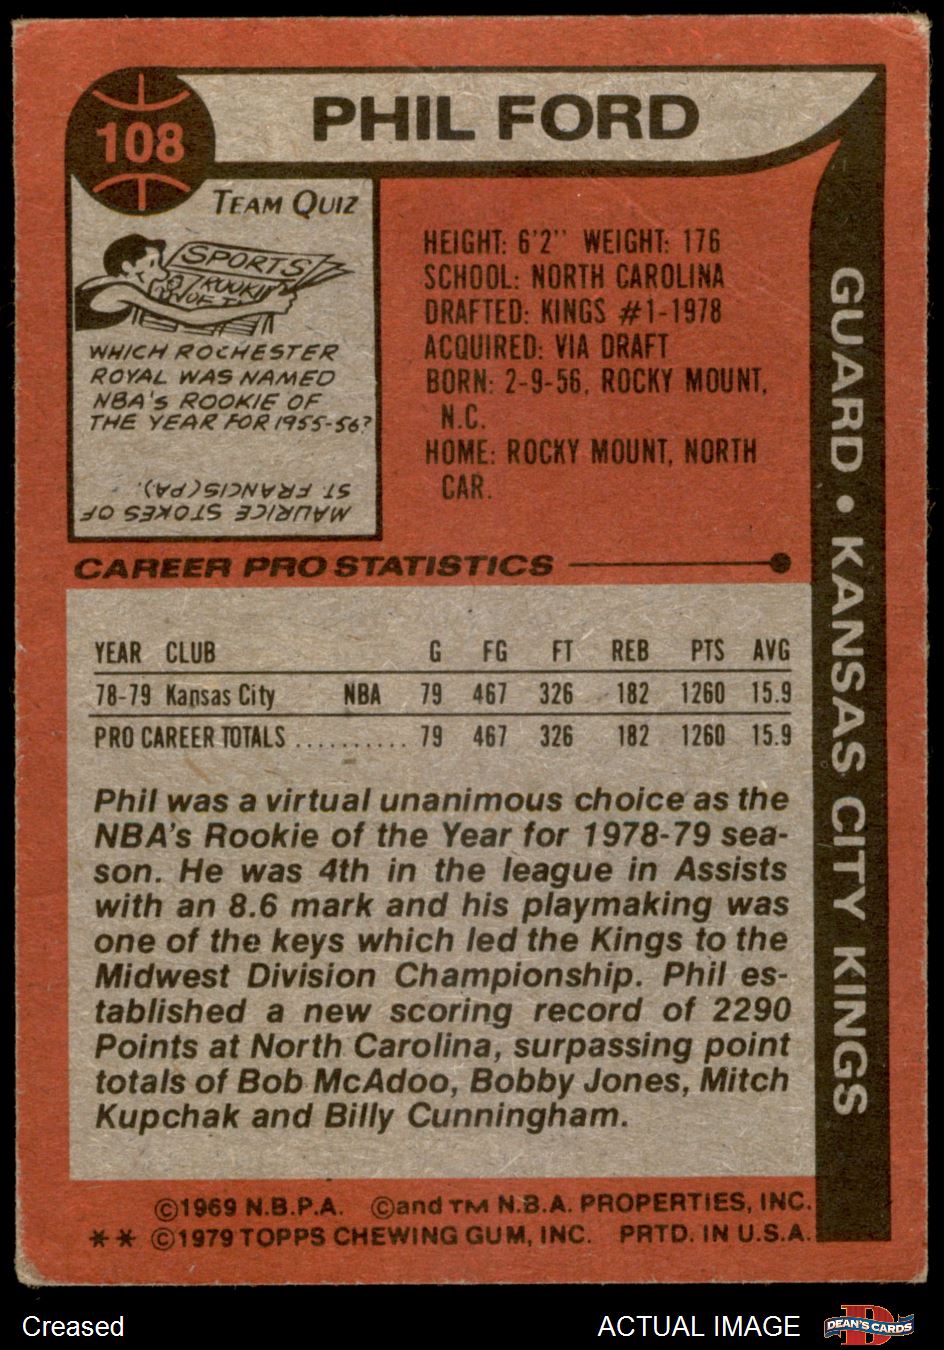 108
PHIL FORD
TEAM QUIZ
SPORTS
ROOKIE
OF T
WHICH ROCHESTER
ROYAL WAS NAMED
NBA'S ROOKIE OF
THE YEAR FOR 1955-56?
MAURICE STOKES OF
ST. FRANCIS (PA).
HEIGHT: 6'2" WEIGHT: 176
SCHOOL: NORTH CAROLINA
DRAFTED: KINGS #1-1978
ACQUIRED: VIA DRAFT
BORN: 2-9-56, ROCKY MOUNT,
N.C.
HOME: ROCKY MOUNT, NORTH
CAR.
GUARD • KANSAS CITY KINGS
CAREER PRO STATISTICS
YEAR CLUB G FG FT REB PTS AVG
78-79 Kansas City NBA 79 467 326 182 1260 15.9
PRO CAREER TOTALS .......... 79 467 326 182 1260 15.9
Phil was a virtual unanimous choice as the
NBA's Rookie of the Year for 1978-79 sea-
son. He was 4th in the league in Assists
with an 8.6 mark and his playmaking was
one of the keys which led the Kings to the
Midwest Division Championship. Phil es-
tablished a new scoring record of 2290
Points at North Carolina, surpassing point
totals of Bob McAdoo, Bobby Jones, Mitch
Kupchak and Billy Cunningham.
©1969 N.B.P.A. ©and TM N.B.A. PROPERTIES, INC.
** ©1979 TOPPS CHEWING GUM, INC. PRTD. IN U.S.A.
Creased
ACTUAL IMAGE
DEAN'S CARDS